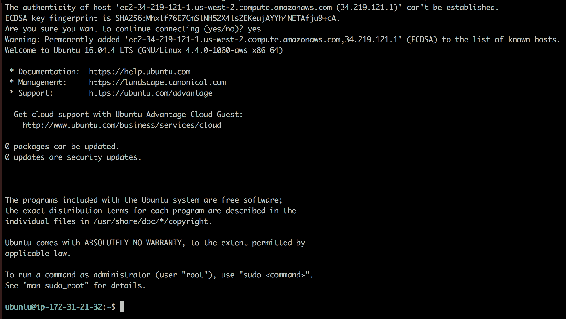 The authenticity of host 'ec2-34-219-121-1.us-west-2.compute.amazonaws.com (34.219.121.1)' can't be established.
ECDSA key fingerprint is
Are you sure you want to continue connecting (yes/no)? yes
Warning: Permanently added 'ec2-34-219-121-1.us-west-2.compute.amazonaws.com,34.219.121.1' (ECDSA) to the list of known hosts.
Welcome to Ubuntu 16.04.4 LTS (GNU/Linux 4.4.0-1060-aws x86_64)
* Documentation: https://help.ubuntu.com
* Management: https://landscape.canonical.com
* Support: https://ubuntu.com/advantage
Get cloud support with Ubuntu Advantage Cloud Guest:
http://www.ubuntu.com/business/services/cloud
0 packages can be updated.
0 updates are security updates.
The programs included with the Ubuntu system are free software;
the exact distribution terms for each program are described in the
individual files in /usr/share/doc/*/copyright.
Ubuntu comes with ABSOLUTELY NO WARRANTY, to the extent permitted by
applicable law.
To run a command as administrator (user "root"), use "sudo <command>".
See "man sudo_root" for details.
ubuntu@ip-172-31-21-32:~$